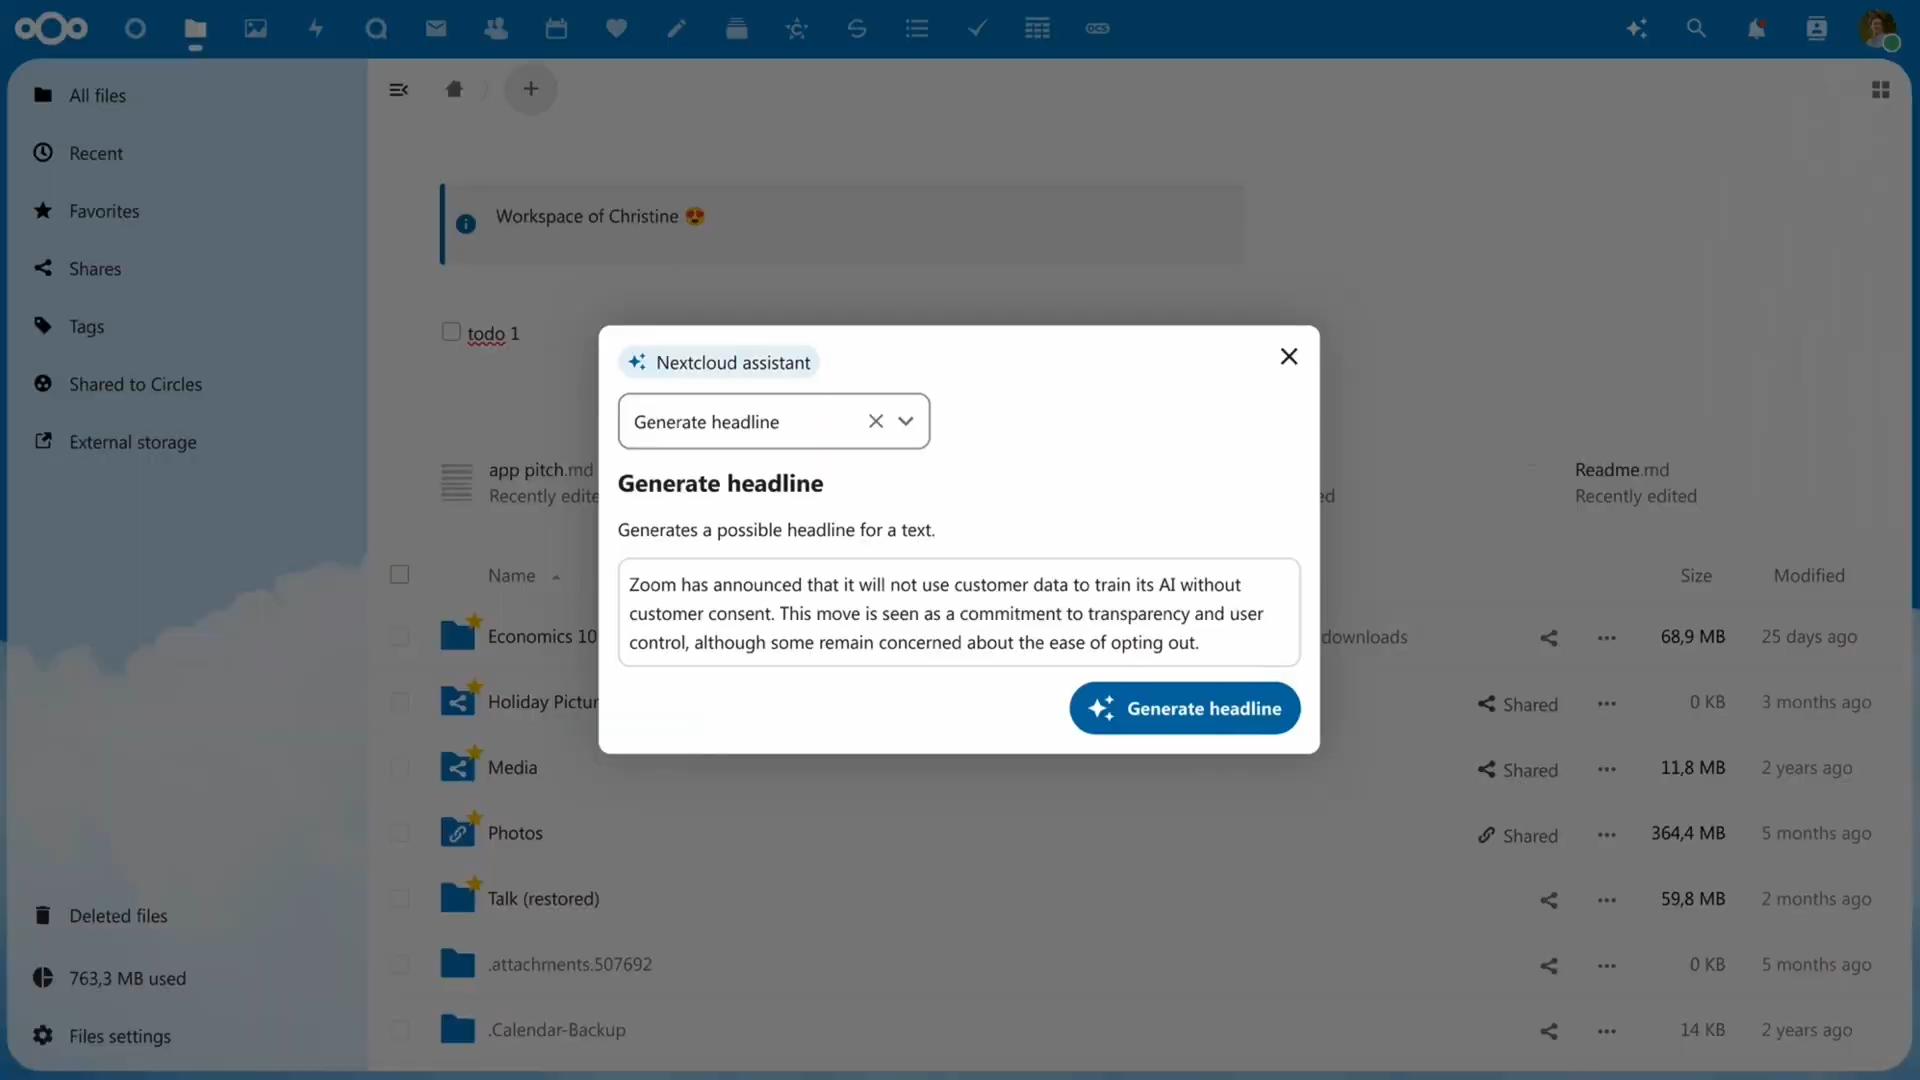 ocs
All files
Recent
Favorites
Shares
Tags
Shared to Circles
External storage
Deleted files
763,3 MB used
Files settings
Workspace of Christine 😍
todo 1
Nextcloud assistant
Generate headline
Generate headline
Generates a possible headline for a text.
Zoom has announced that it will not use customer data to train its AI without
customer consent. This move is seen as a commitment to transparency and user
control, although some remain concerned about the ease of opting out.
Generate headline
app pitch.md
Recently edite
ed
Readme.md
Recently edited
Name Size Modified
Economics 10 downloads 68,9 MB 25 days ago
Holiday Pictur Shared 0 KB 3 months ago
Media Shared 11,8 MB 2 years ago
Photos Shared 364,4 MB 5 months ago
Talk (restored) 59,8 MB 2 months ago
.attachments.507692 0 KB 5 months ago
.Calendar-Backup 14 KB 2 years ago